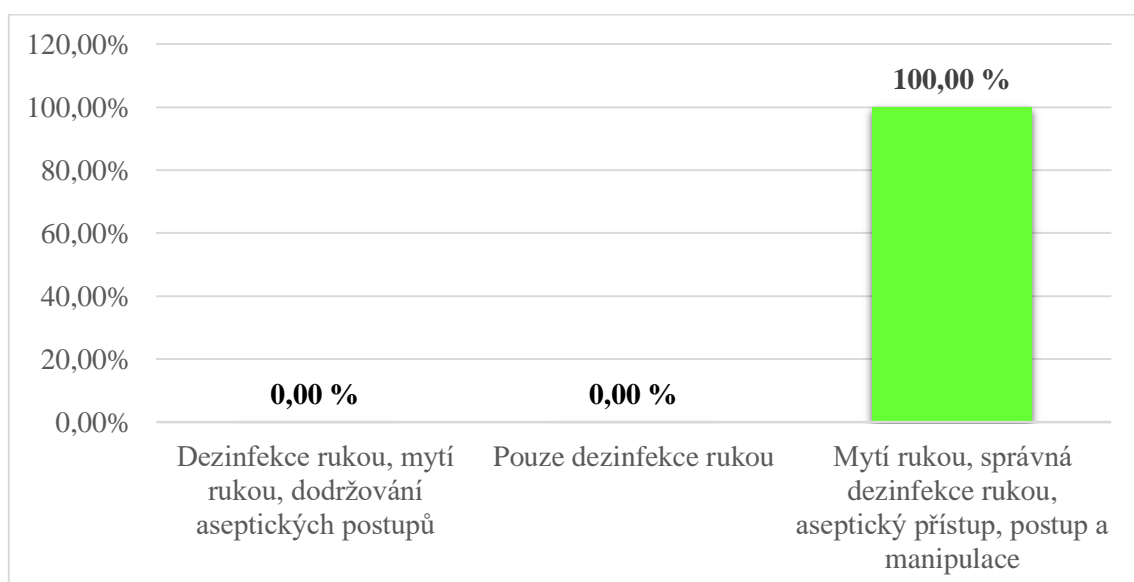 120,00%
100,00%
80,00%
60,00%
40,00%
20,00%
0,00%
0,00 %
0,00 %
100,00 %
Dezinfekce rukou, mytí
rukou, dodržování
aseptických postupů
Pouze dezinfekce rukou
Mytí rukou, správná
dezinfekce rukou,
aseptický přístup, postup a
manipulace